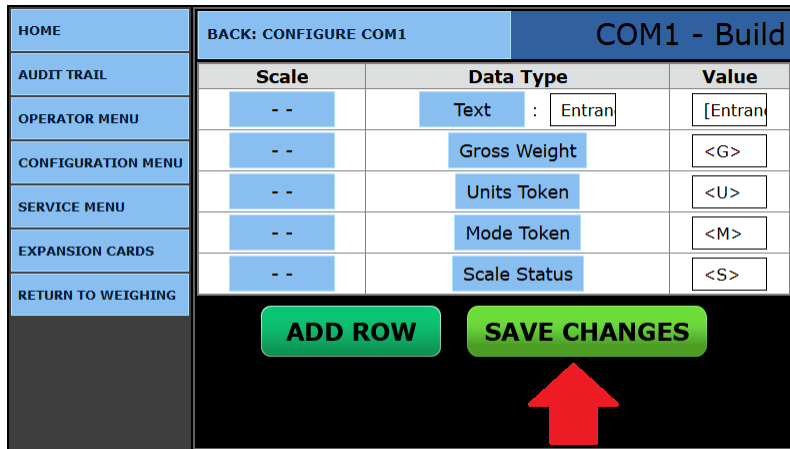 HOME
AUDIT TRAIL
OPERATOR MENU
CONFIGURATION MENU
SERVICE MENU
EXPANSION CARDS
RETURN TO WEIGHING
BACK: CONFIGURE COM1
COM1 - Build
Scale Data Type Value
- - Text : Entran [Entran
- - Gross Weight <G>
- - Units Token <U>
- - Mode Token <M>
- - Scale Status <S>
ADD ROW SAVE CHANGES